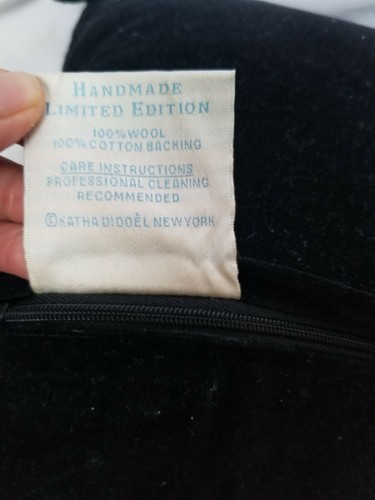 HANDMADE
LIMITED EDITION
100% WOOL
100% COTTON BACKING
CARE INSTRUCTIONS
PROFESSIONAL CLEANING
RECOMMENDED
©KATHA DIDDÈL NEW YORK